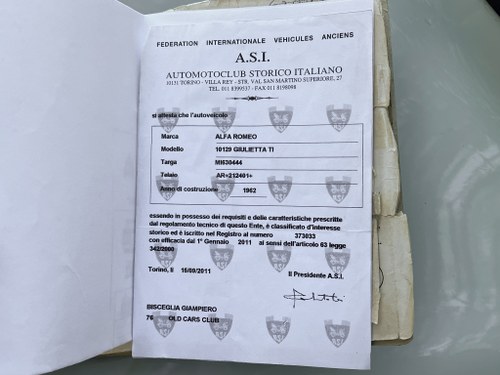 FEDERATION INTERNATIONALE VEHICULES ANCIENS
A.S.I.
AUTOMOTOCLUB STORICO ITALIANO
10131 TORINO - VILLA REY - STR. VAL SAN MARTINO SUPERIORE, 27
TEL. 011 8399537 - FAX 011 8198098
si attesta che l'autoveicolo
Marca ALFA ROMEO
Modello 10129 GIULIETTA TI
Targa MI630444
Telaio AR*212401*
Anno di costruzione 1962
essendo in possesso dei requisiti e delle caratteristiche prescritte
dal regolamento tecnico di questo Ente, è classificato d'interesse
storico ed è iscritto nel Registro al numero 373033
con efficacia dal 1° Gennaio 2011 ai sensi dell'articolo 63 legge
342/2000
Torino, li 16/09/2011
Il Presidente A.S.I.
BISCEGLIA GIAMPIERO
76 OLD CARS CLUB